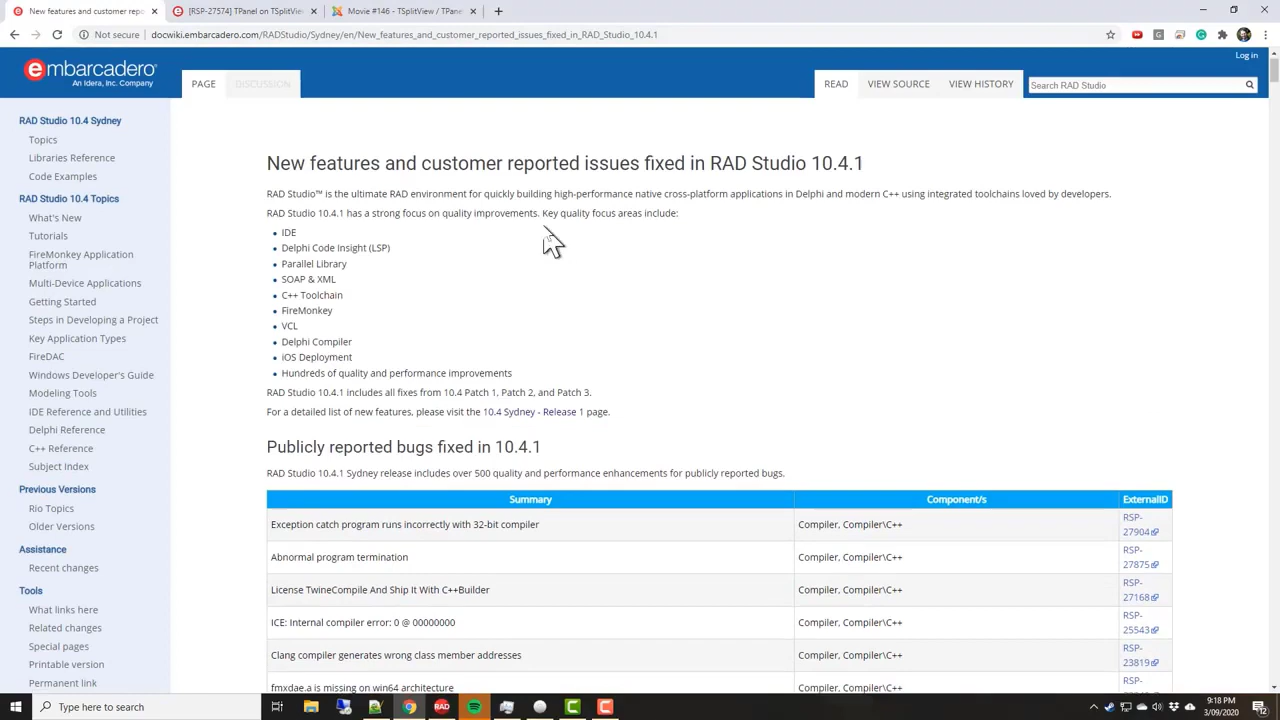 New features and customer repo
[RSP-27574] TPanel on TSplitView
Movie #146 - TSplitView / TPane
Not secure
docwiki.embarcadero.com/RADStudio/Sydney/en/New_features_and_customer_reported_issues_fixed_in_RAD_Studio_10.4.1
Log in
embarcadero
An Idera, Inc. Company
PAGE
DISCUSSION
READ
VIEW SOURCE
VIEW HISTORY
Search RAD Studio
RAD Studio 10.4 Sydney
Topics
Libraries Reference
Code Examples
RAD Studio 10.4 Topics
What's New
Tutorials
FireMonkey Application
Platform
Multi-Device Applications
Getting Started
Steps in Developing a Project
Key Application Types
FireDAC
Windows Developer's Guide
Modeling Tools
IDE Reference and Utilities
Delphi Reference
C++ Reference
Subject Index
Previous Versions
Rio Topics
Older Versions
Assistance
Recent changes
Tools
What links here
Related changes
Special pages
Printable version
Permanent link
New features and customer reported issues fixed in RAD Studio 10.4.1
RAD Studio™ is the ultimate RAD environment for quickly building high-performance native cross-platform applications in Delphi and modern C++ using integrated toolchains loved by developers.
RAD Studio 10.4.1 has a strong focus on quality improvements. Key quality focus areas include:
IDE
Delphi Code Insight (LSP)
Parallel Library
SOAP & XML
C++ Toolchain
FireMonkey
VCL
Delphi Compiler
iOS Deployment
Hundreds of quality and performance improvements
RAD Studio 10.4.1 includes all fixes from 10.4 Patch 1, Patch 2, and Patch 3.
For a detailed list of new features, please visit the 10.4 Sydney - Release 1 page.
Publicly reported bugs fixed in 10.4.1
RAD Studio 10.4.1 Sydney release includes over 500 quality and performance enhancements for publicly reported bugs.
Summary Component/s ExternalID
Exception catch program runs incorrectly with 32-bit compiler Compiler, Compiler\C++ RSP-
27904
Abnormal program termination Compiler, Compiler\C++ RSP-
27875
License TwineCompile And Ship It With C++Builder Compiler, Compiler\C++ RSP-
27168
ICE: Internal compiler error: 0 @ 00000000 Compiler, Compiler\C++ RSP-
25543
Clang compiler generates wrong class member addresses Compiler, Compiler\C++ RSP-
23819
fmxdae.a is missing on win64 architecture Compiler, Compiler\C++ RSP-
Type here to search
RAD
9:18 PM
3/09/2020